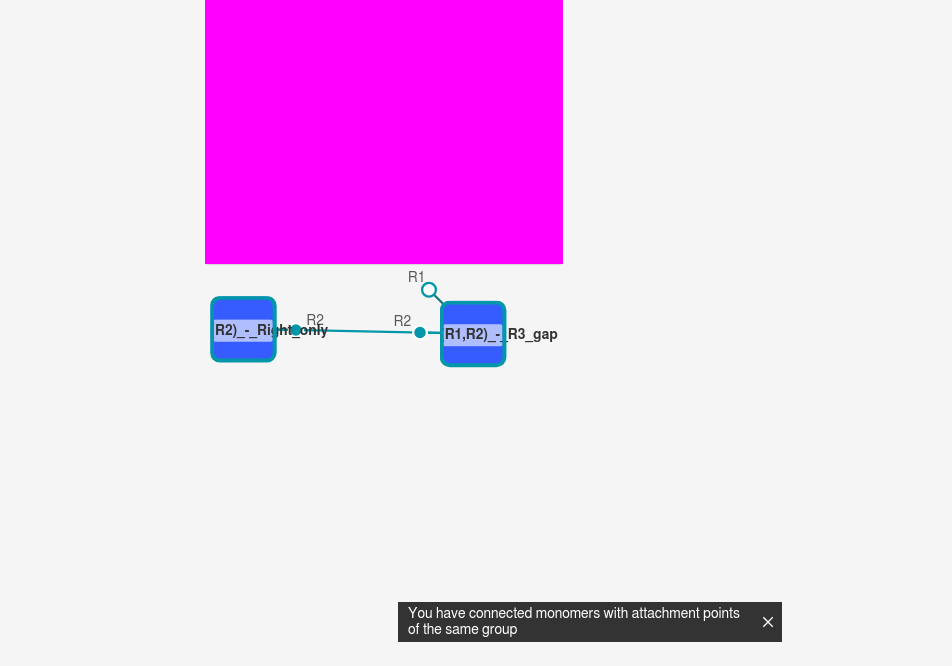 R1
R2
R2
R2)_-_Right_only
R1,R2)_-_R3_gap
You have connected monomers with attachment points
of the same group